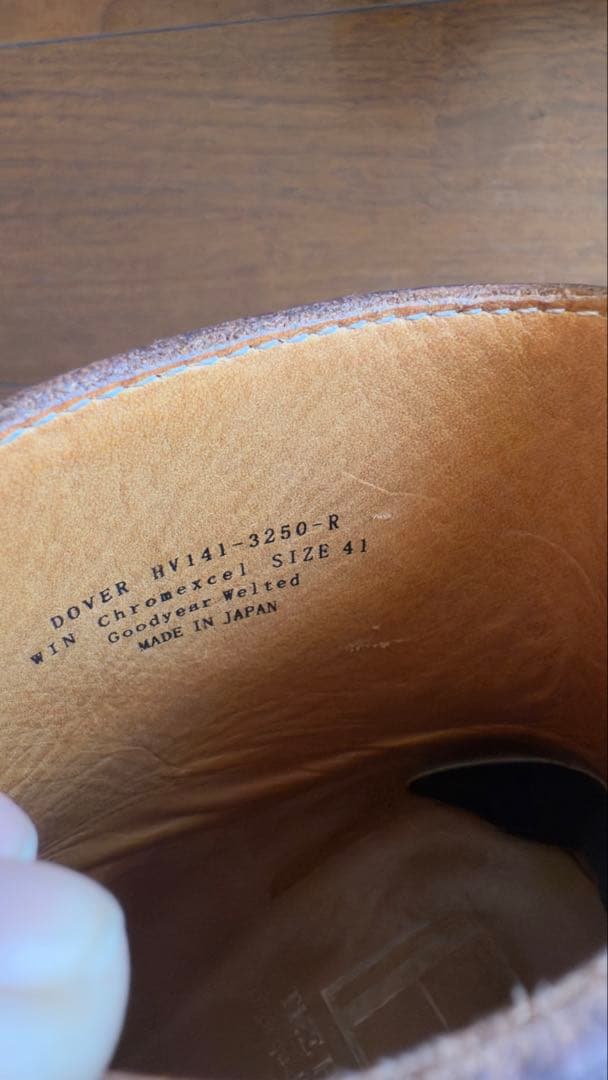 DOVER HV141-3250-R
WIN Chromexcel SIZE 41
Goodyear Welted
MADE IN JAPAN